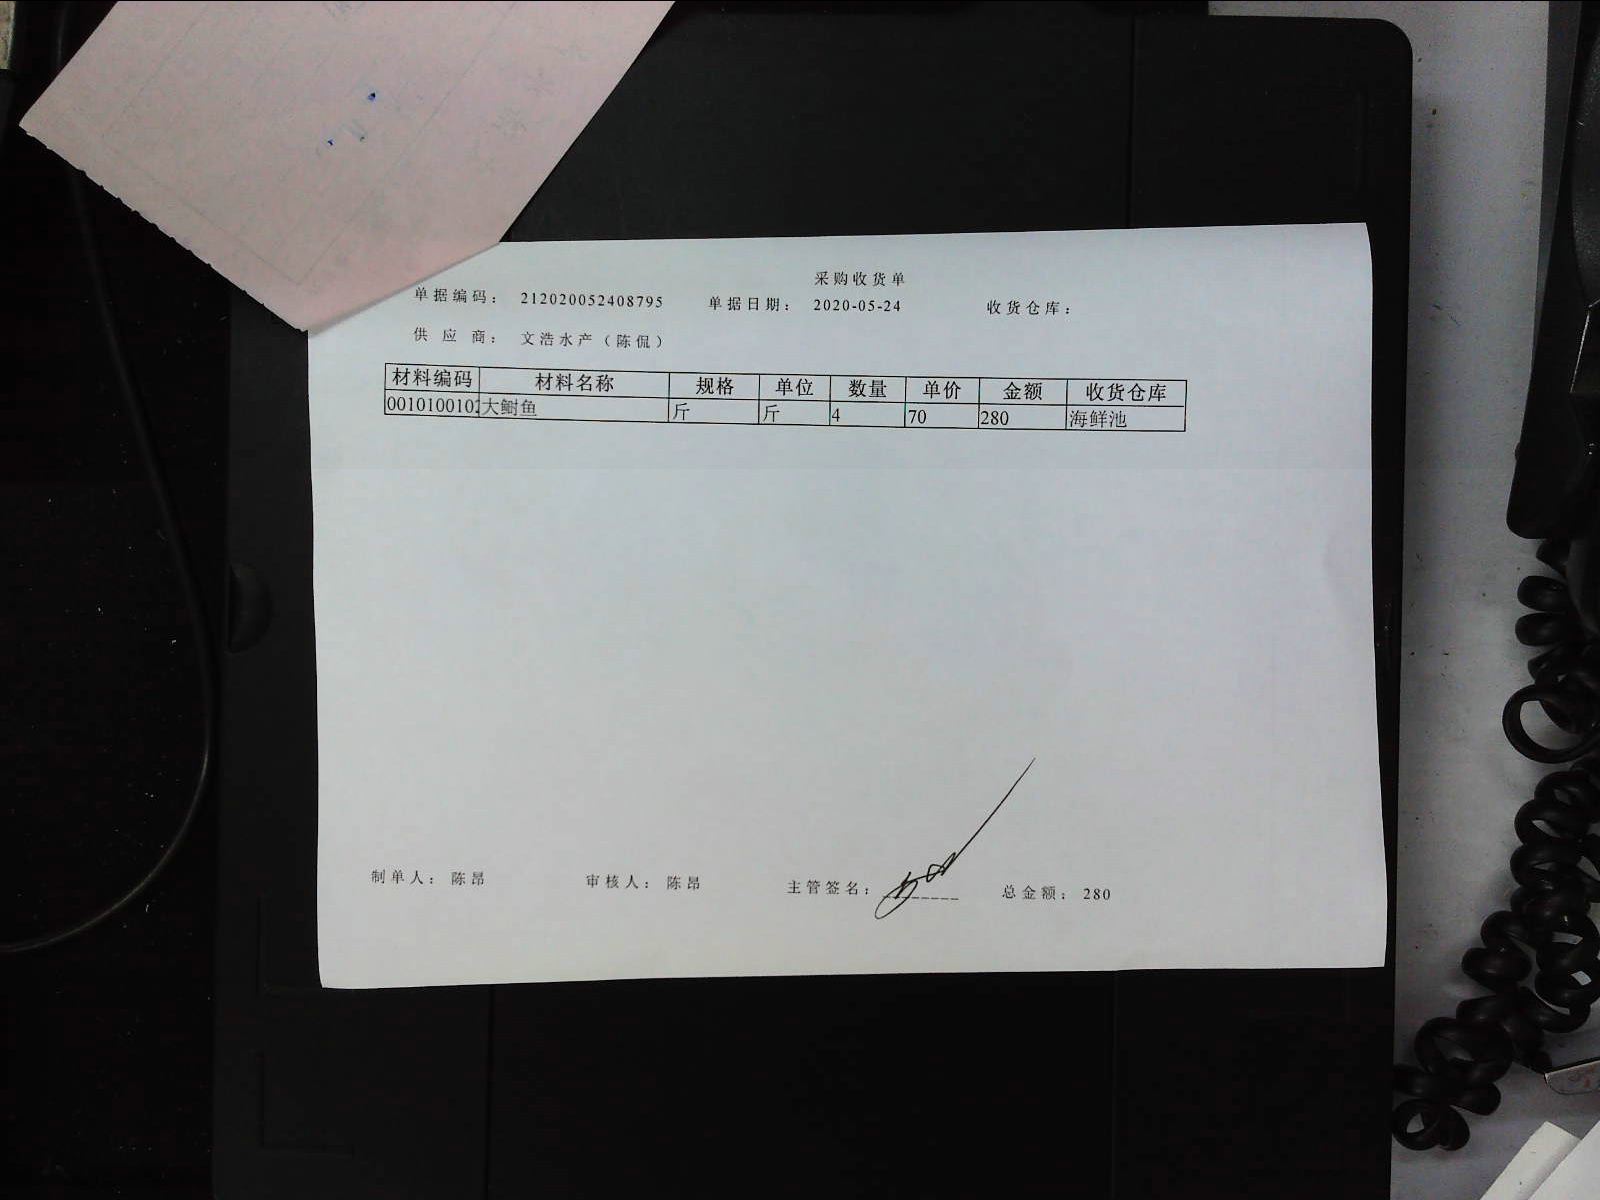 采购收货单
单据编码： 212020052408795 单据日期： 2020-05-24 收货仓库：
供 应 商： 文浩水产（陈侃）
材料编码 材料名称 规格 单位 数量 单价 金额 收货仓库
0010100102 大鲥鱼 斤 斤 4 70 280 海鲜池
制单人： 陈昂 审核人： 陈昂 主管签名： 总金额： 280